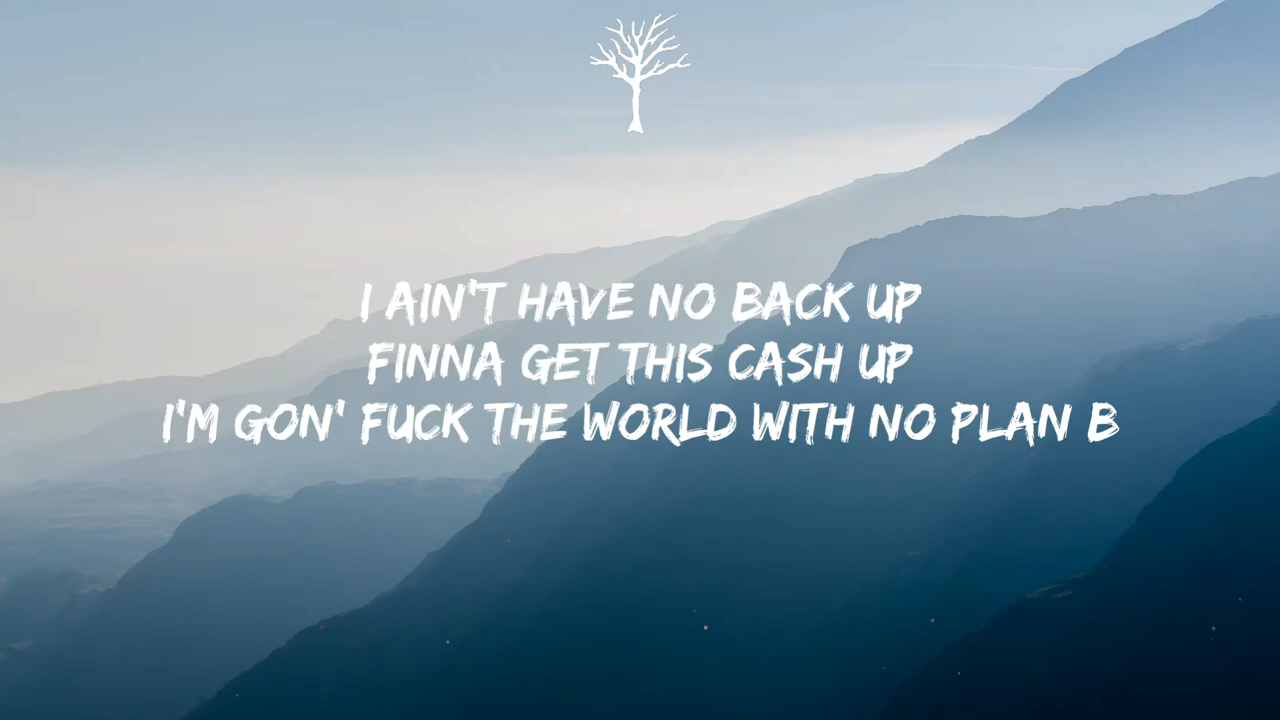 I AIN'T HAVE NO BACK UP
FINNA GET THIS CASH UP
I'M GON' FUCK THE WORLD WITH NO PLAN B